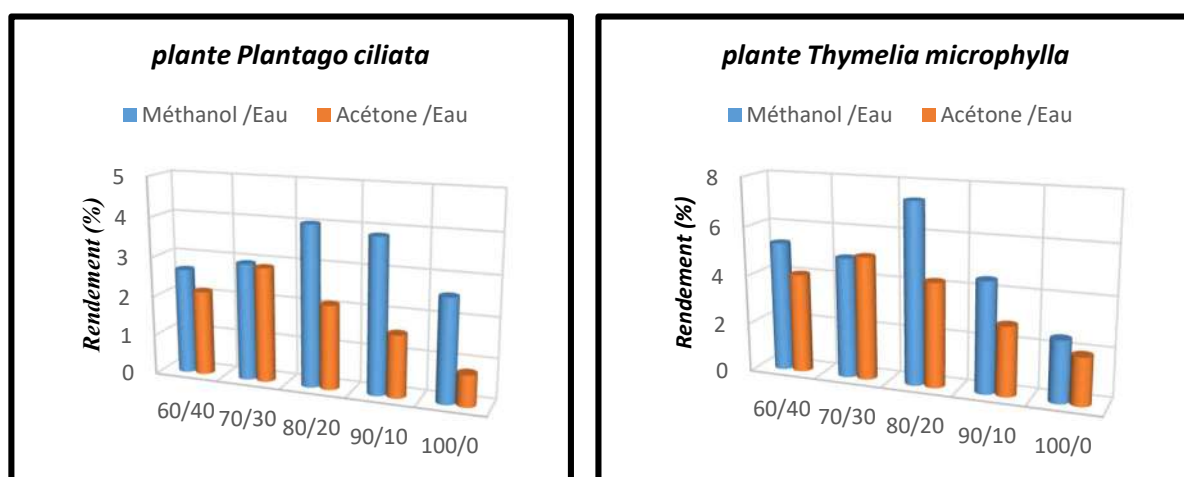 plante Plantago ciliata
Méthanol /Eau Acétone /Eau
Rendement (%)
5
4
3
2
1
0
60/40 70/30 80/20 90/10 100/0
plante Thymelia microphylla
Méthanol /Eau Acétone /Eau
Rendement (%)
8
6
4
2
0
60/40 70/30 80/20 90/10 100/0